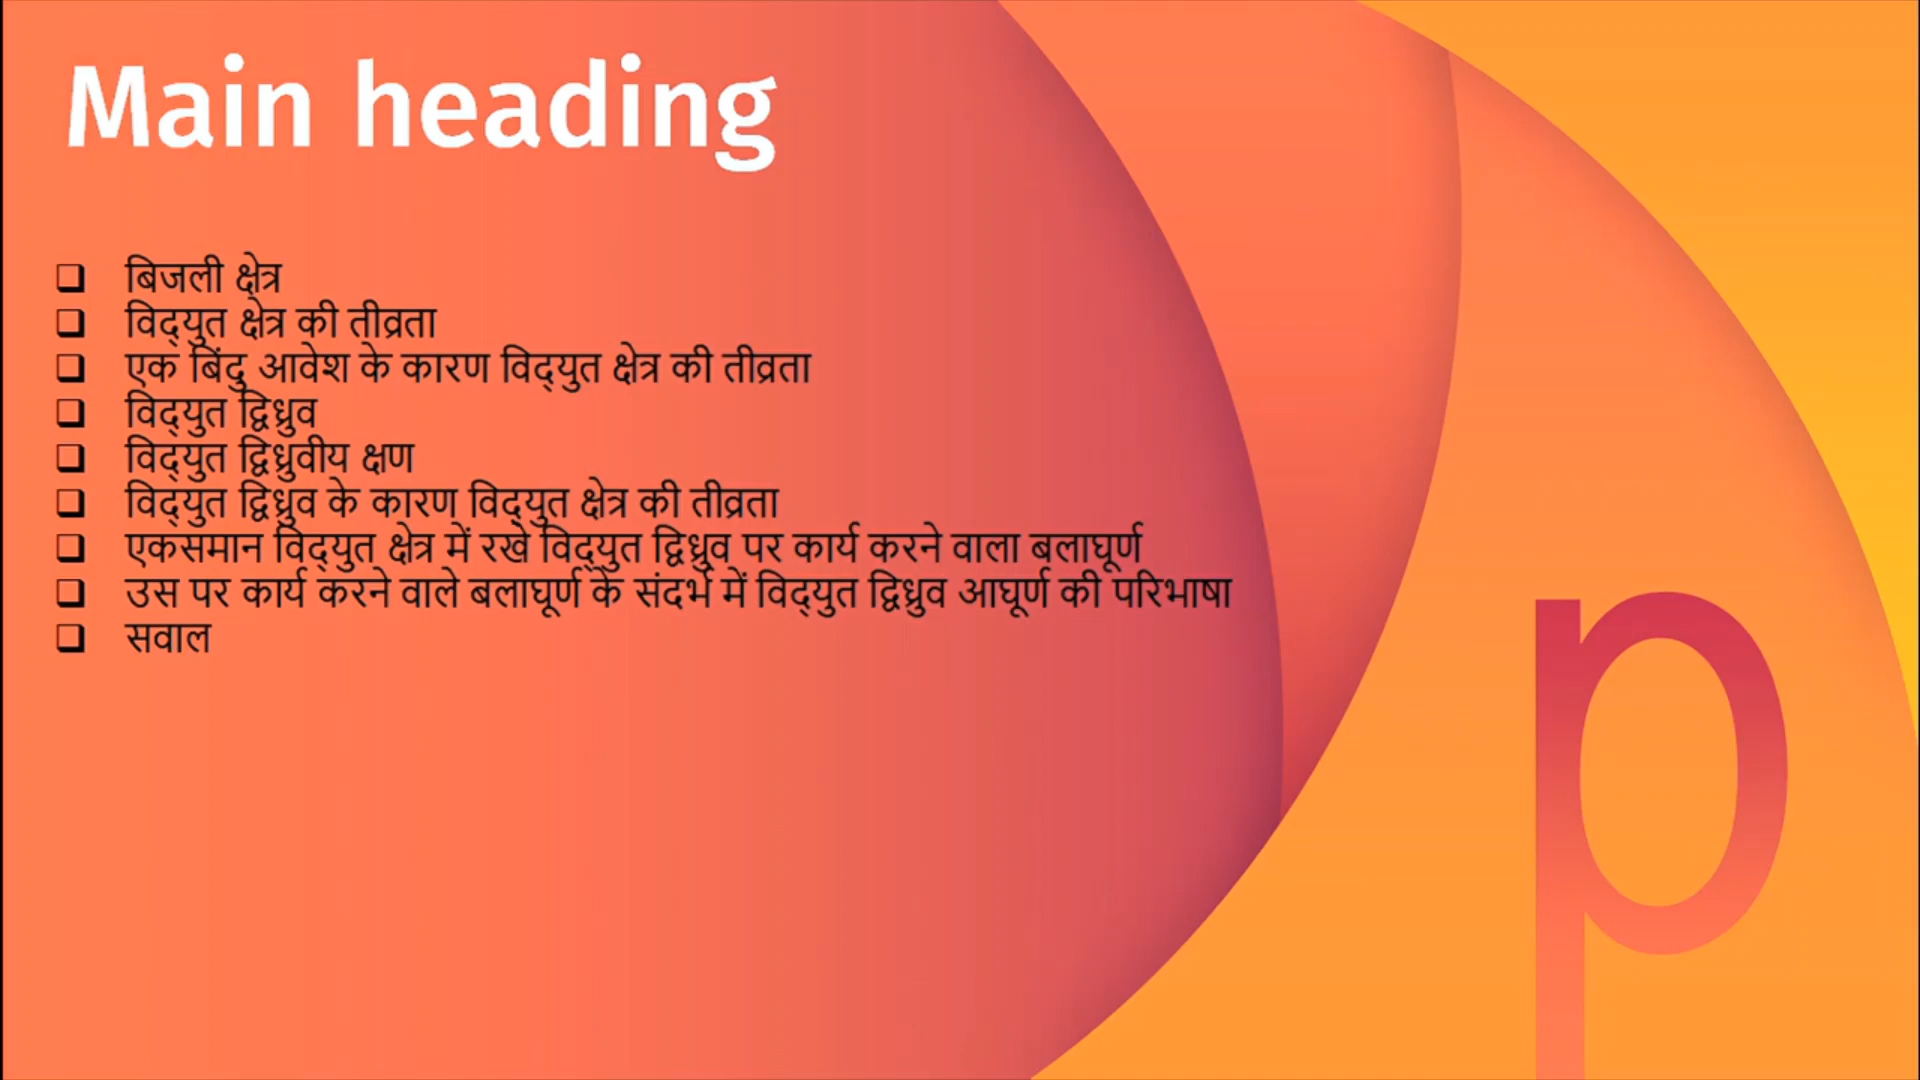 Main heading
❑ बिजली क्षेत्र
❑ विद्युत क्षेत्र की तीव्रता
❑ एक बिंदु आवेश के कारण विद्युत क्षेत्र की तीव्रता
❑ विद्युत द्विध्रुव
❑ विद्युत द्विध्रुवीय क्षण
❑ विद्युत द्विध्रुव के कारण विद्युत क्षेत्र की तीव्रता
❑ एकसमान विद्युत क्षेत्र में रखे विद्युत द्विध्रुव पर कार्य करने वाला बलाघूर्ण
❑ उस पर कार्य करने वाले बलाघूर्ण के संदर्भ में विद्युत द्विध्रुव आघूर्ण की परिभाषा
❑ सवाल
p